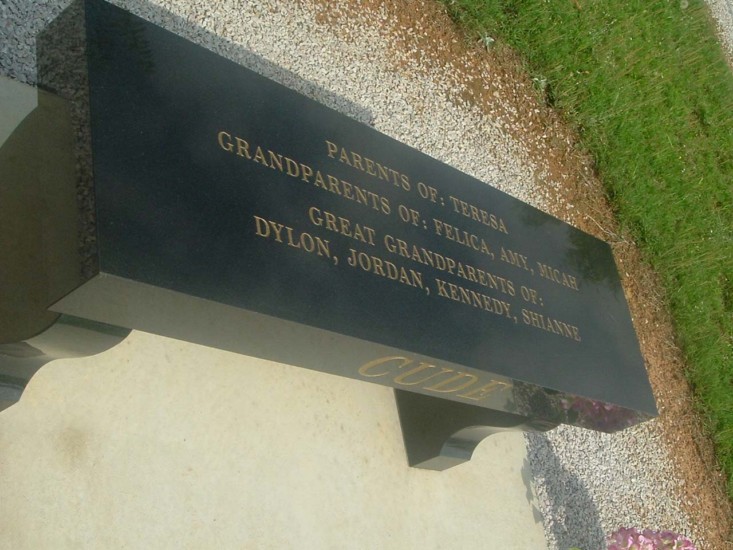 PARENTS OF: TERESA
GRANDPARENTS OF: FELICA, AMY, MICAH
GREAT GRANDPARENTS OF:
DYLON, JORDAN, KENNEDY, SHIANNE
CUDE